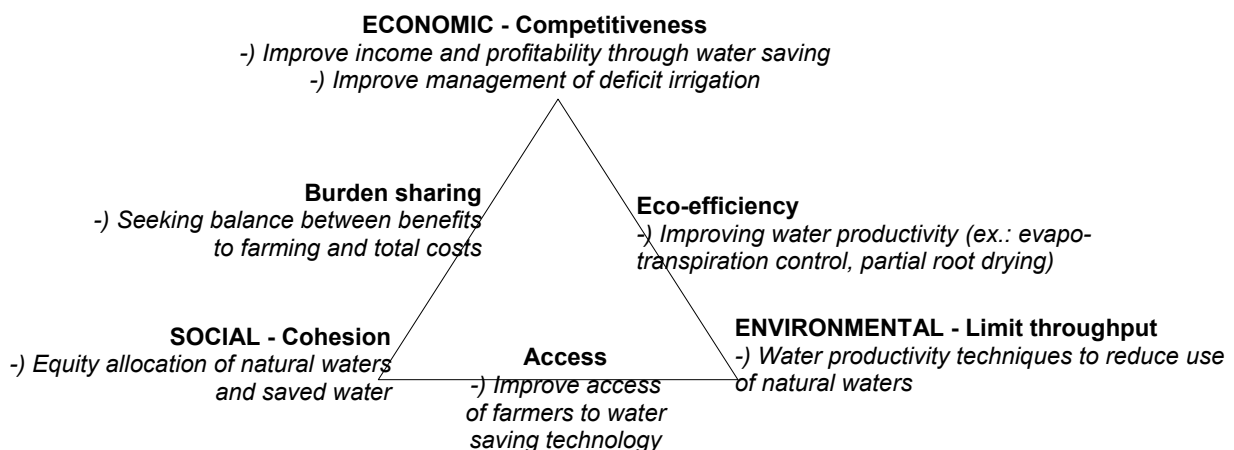 ECONOMIC - Competitiveness
-) Improve income and profitability through water saving
-) Improve management of deficit irrigation
Burden sharing
-) Seeking balance between benefits
to farming and total costs
Eco-efficiency
-) Improving water productivity (ex.: evapo-
transpiration control, partial root drying)
SOCIAL - Cohesion
-) Equity allocation of natural waters
and saved water
Access
-) Improve access
of farmers to water
saving technology
ENVIRONMENTAL - Limit throughput
-) Water productivity techniques to reduce use
of natural waters